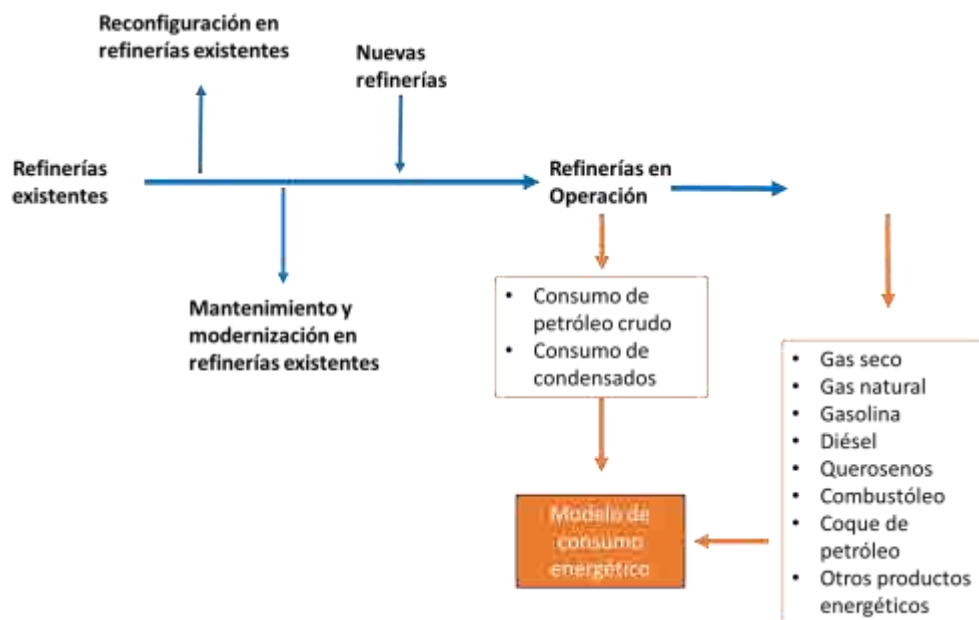 Reconfiguración en
refinerías existentes
Nuevas
refinerías
Refinerías
existentes
Refinerías en
Operación
Mantenimiento y
modernización en
refinerías existentes
• Consumo de
petróleo crudo
• Consumo de
condensados
• Gas seco
• Gas natural
• Gasolina
• Diésel
• Querosenos
• Combustóleo
• Coque de
petróleo
• Otros productos
energéticos
Modelo de
consumo
energético